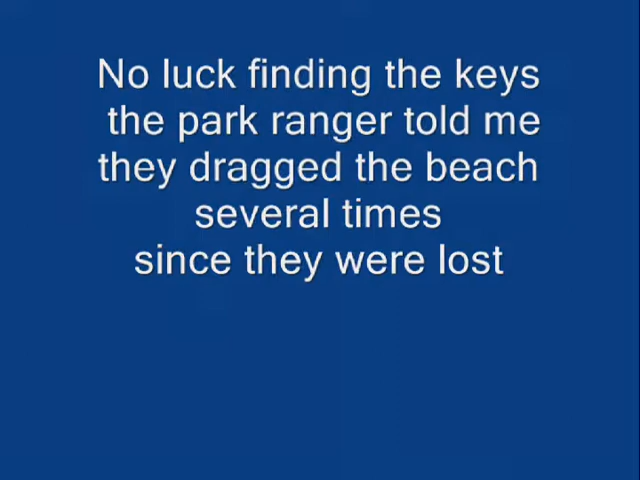 No luck finding the keys
the park ranger told me
they dragged the beach
several times
since they were lost